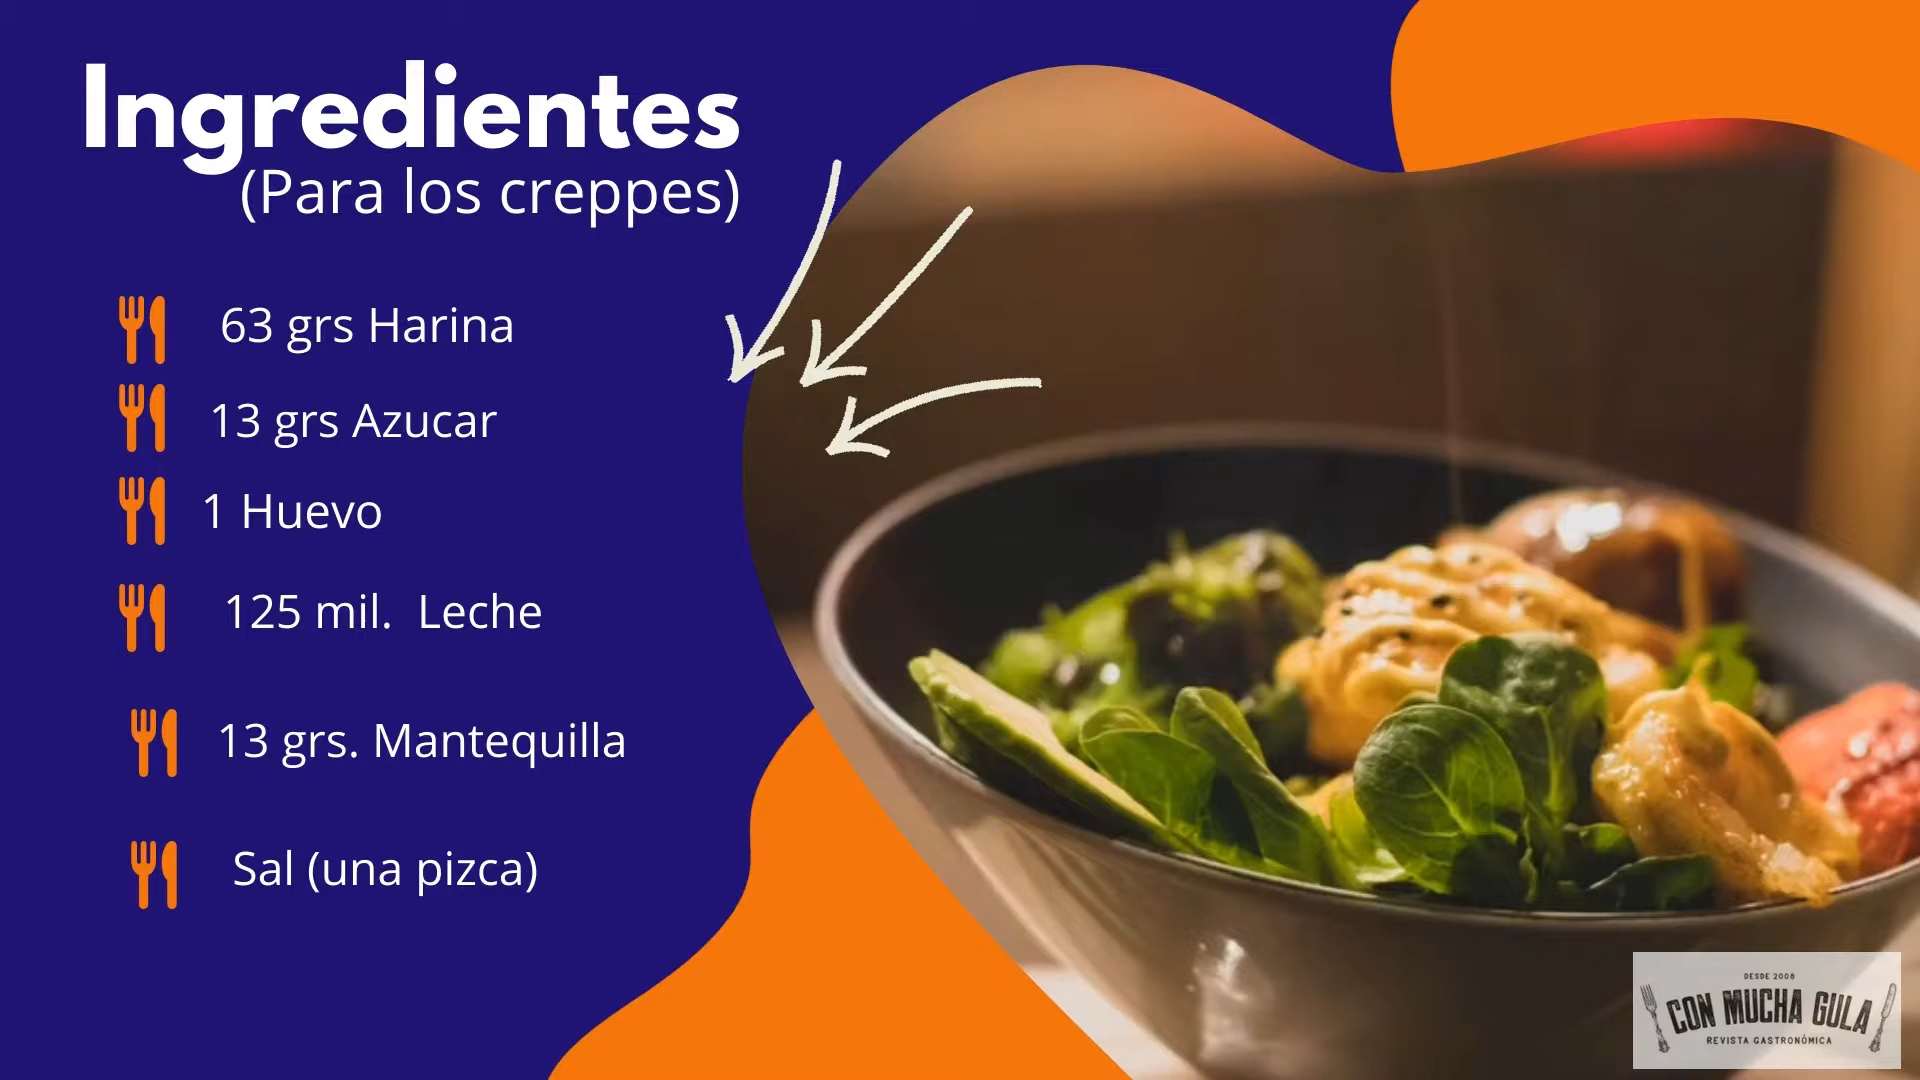 Ingredientes
(Para los creppes)
63 grs Harina
13 grs Azucar
1 Huevo
125 mil.  Leche
13 grs. Mantequilla
Sal (una pizca)
DESDE 2008
CON MUCHA GULA
REVISTA GASTRONÓMICA